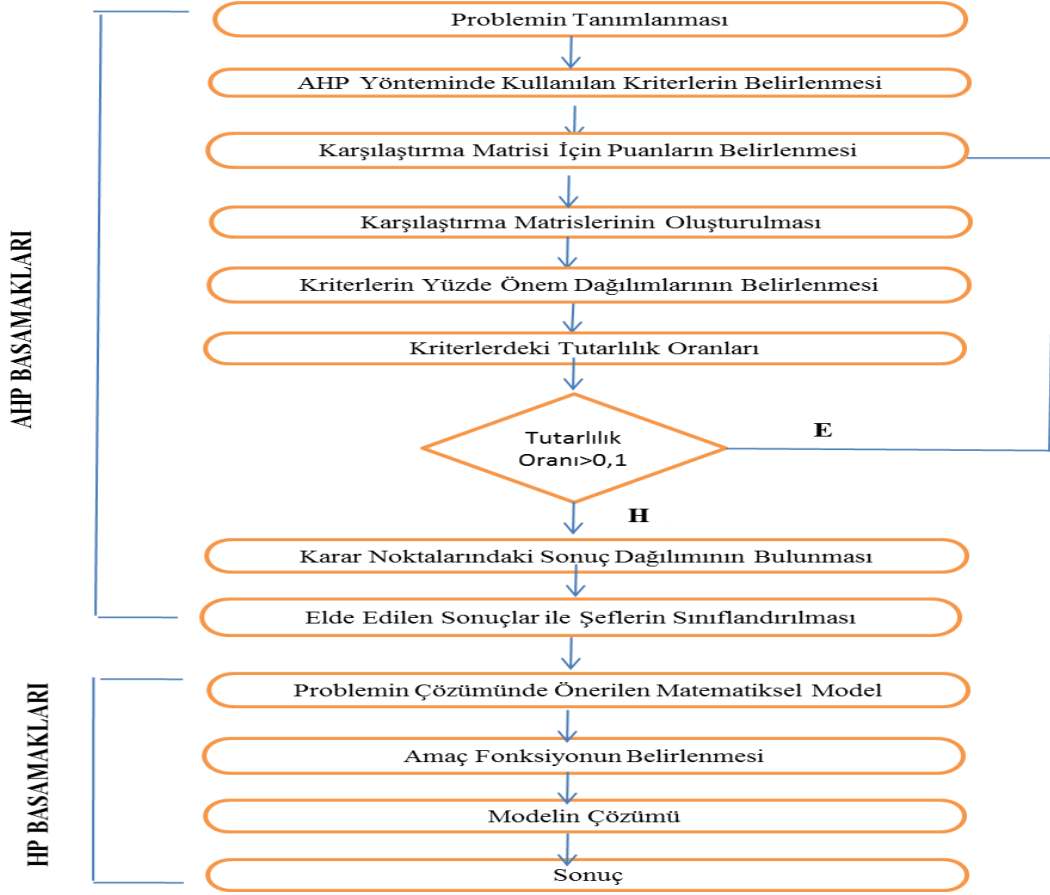 Problemin Tanımlanması
AHP Yönteminde Kullanılan Kriterlerin Belirlenmesi
Karşılaştırma Matrisi İçin Puanların Belirlenmesi
Karşılaştırma Matrislerinin Oluşturulması
Kriterlerin Yüzde Önem Dağılımlarının Belirlenmesi
Kriterlerdeki Tutarlılık Oranları
AHP BASAMAKLARI
Tutarlılık
Oranı>0,1
E
H
Karar Noktalarındaki Sonuç Dağılımının Bulunması
Elde Edilen Sonuçlar ile Şeflerin Sınıflandırılması
Problemin Çözümünde Önerilen Matematiksel Model
Amaç Fonksiyonun Belirlenmesi
Modelin Çözümü
Sonuç
HP BASAMAKLARI